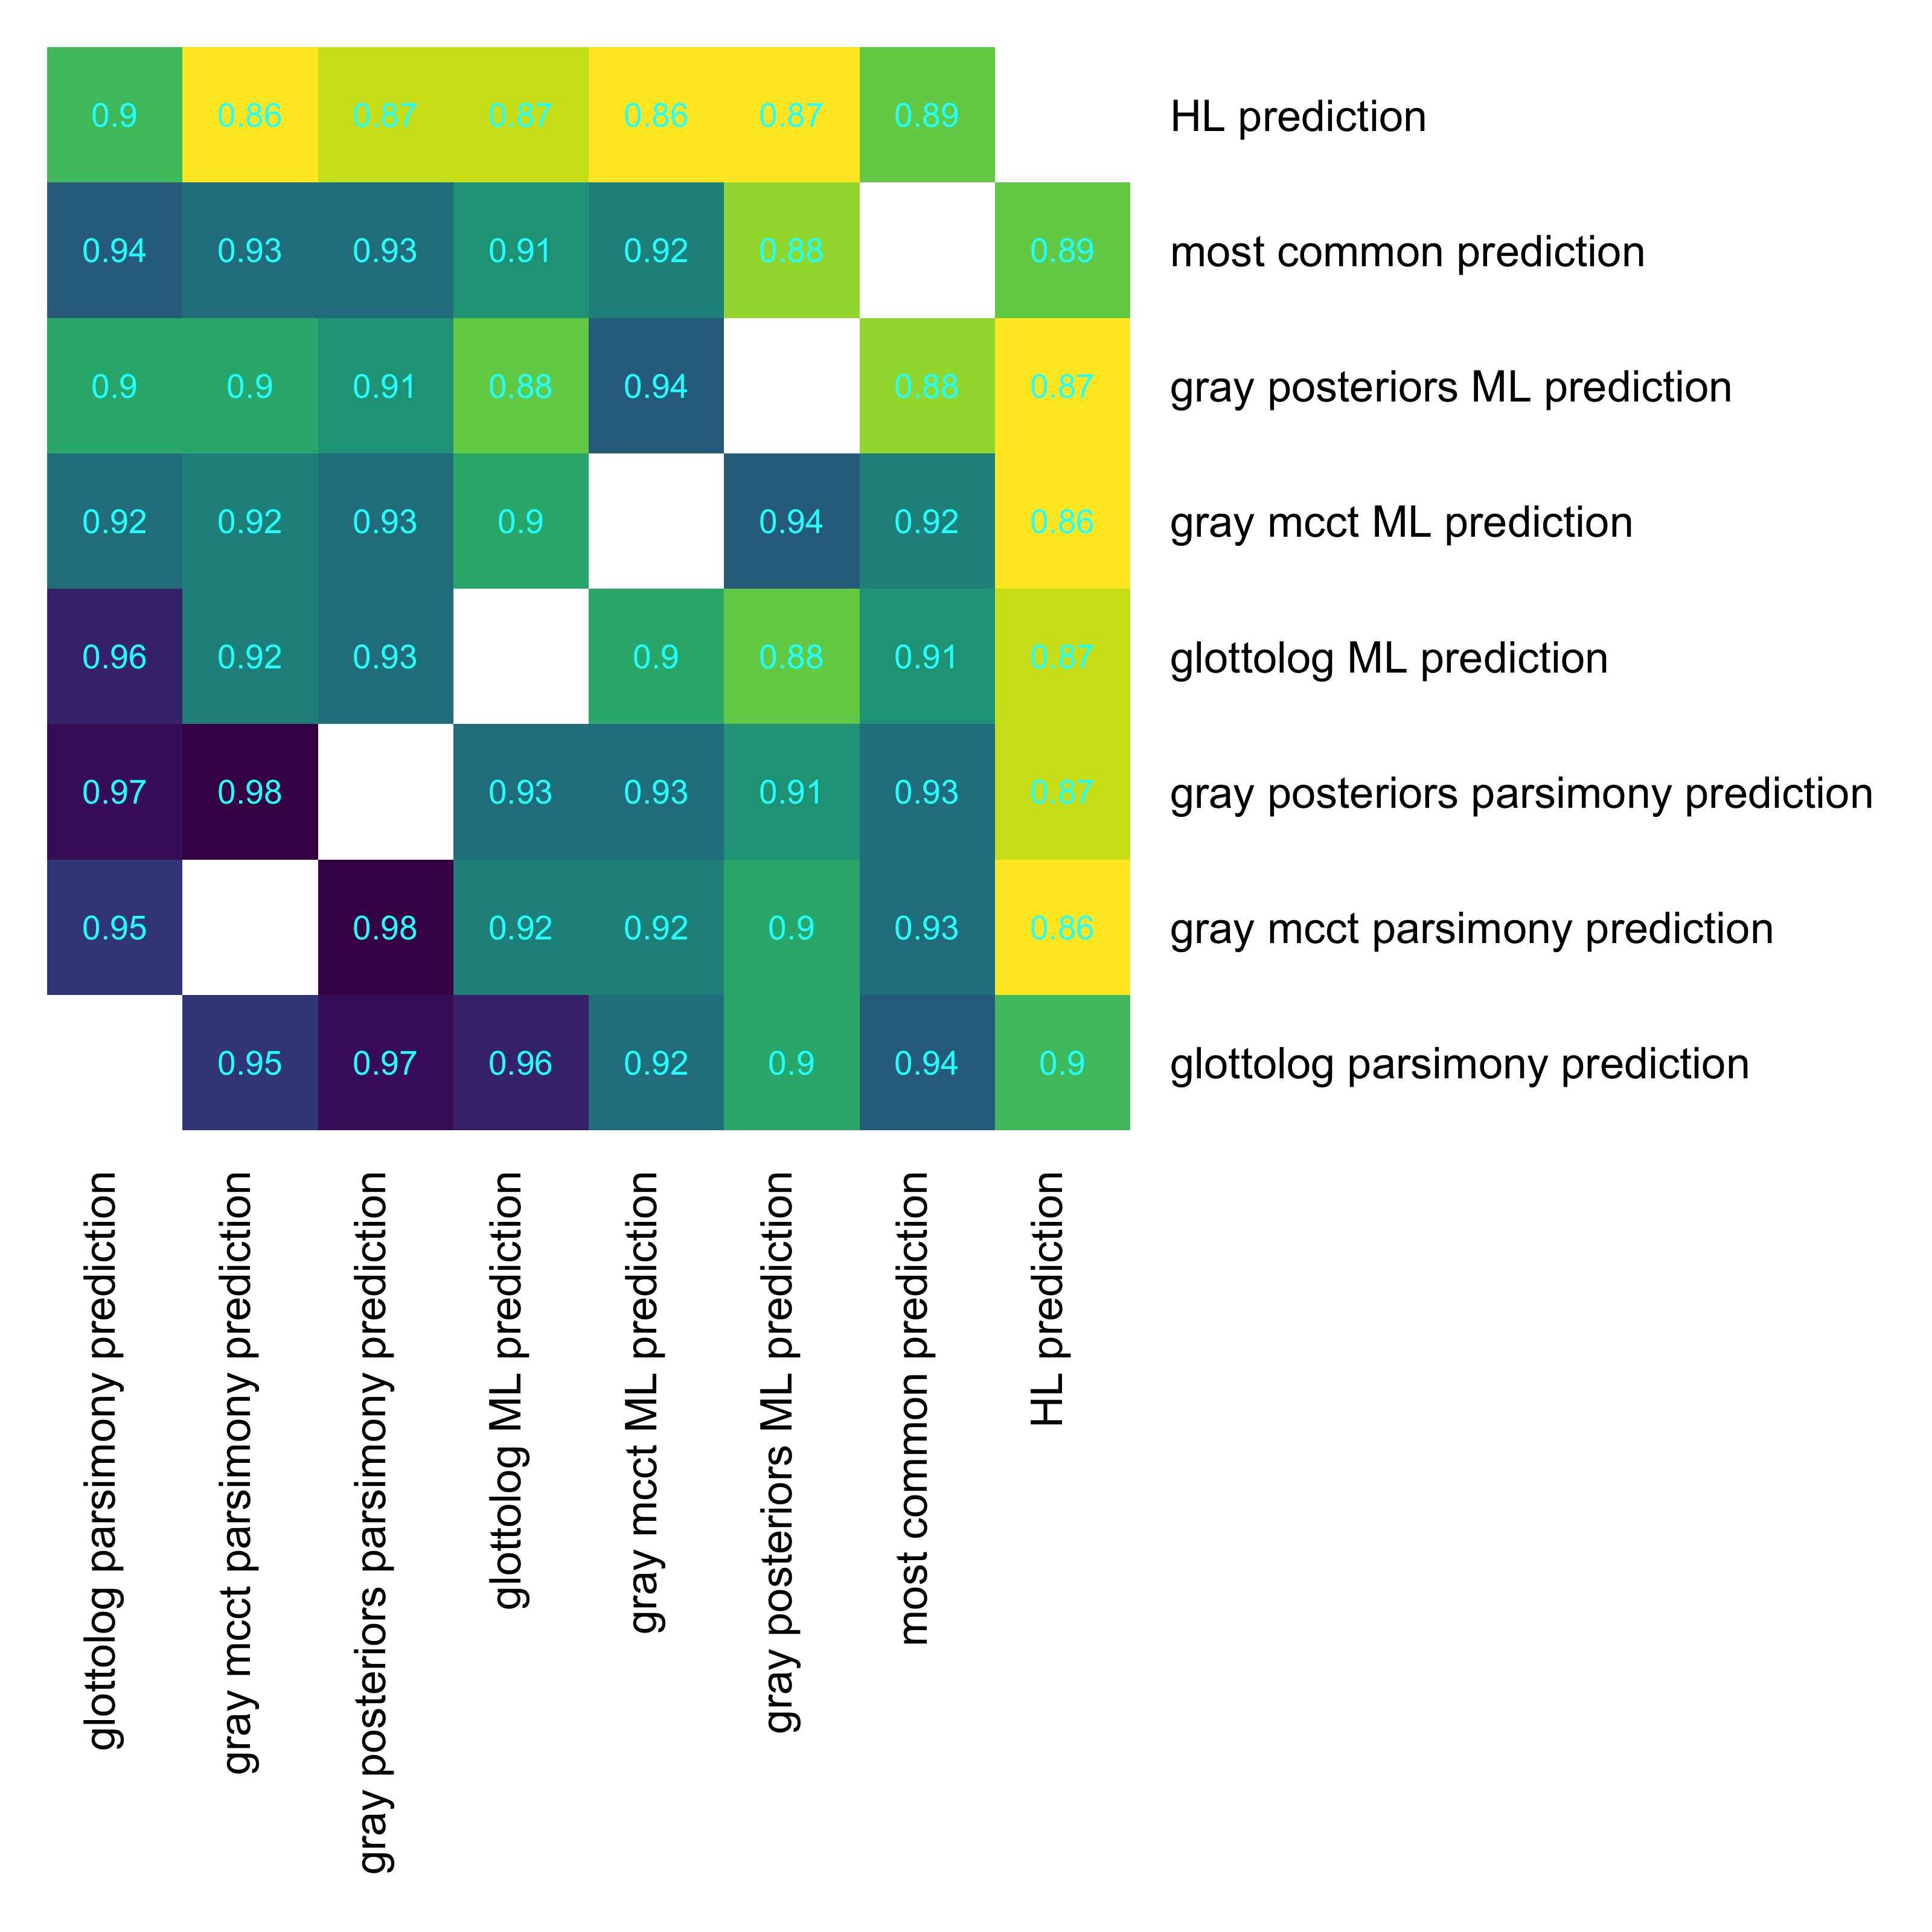 0.9 0.86 0.87 0.87 0.86 0.87 0.89 HL prediction
0.94 0.93 0.93 0.91 0.92 0.88 0.89 most common prediction
0.9 0.9 0.91 0.88 0.94 0.88 0.87 gray posteriors ML prediction
0.92 0.92 0.93 0.9 0.94 0.92 0.86 gray mcct ML prediction
0.96 0.92 0.93 0.9 0.88 0.91 0.87 glottolog ML prediction
0.97 0.98 0.93 0.93 0.91 0.93 0.87 gray posteriors parsimony prediction
0.95 0.98 0.92 0.92 0.9 0.93 0.86 gray mcct parsimony prediction
0.95 0.97 0.96 0.92 0.9 0.94 0.9 glottolog parsimony prediction
glottolog parsimony prediction
gray mcct parsimony prediction
gray posteriors parsimony prediction
glottolog ML prediction
gray mcct ML prediction
gray posteriors ML prediction
most common prediction
HL prediction